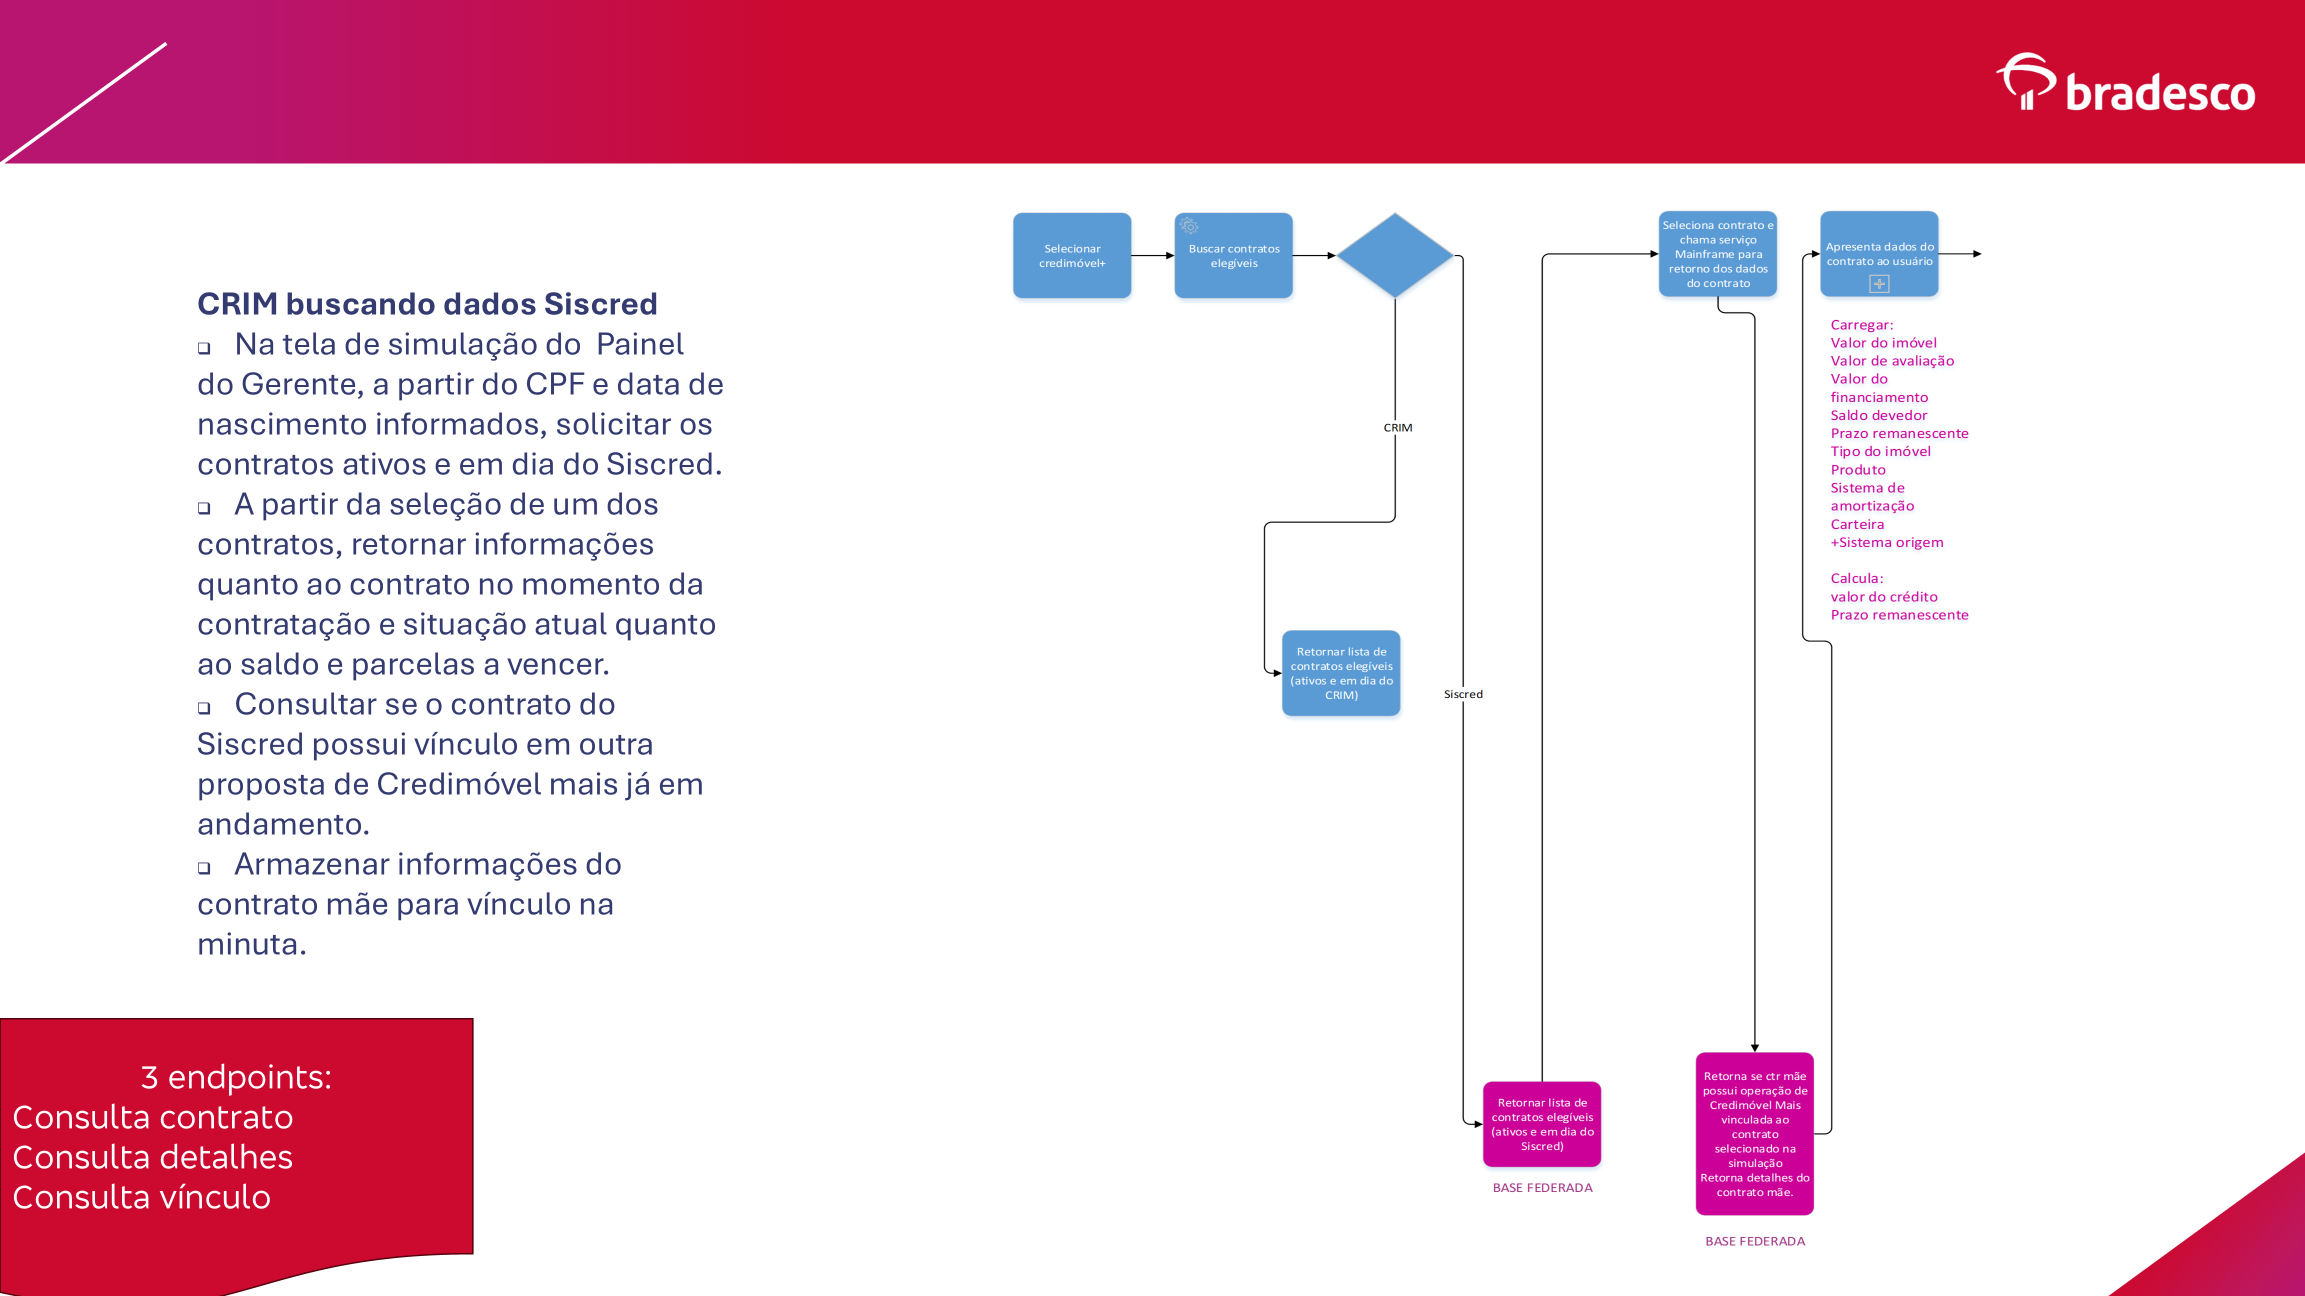 bradesco
CRIM buscando dados Siscred
❑ Na tela de simulação do  Painel
do Gerente, a partir do CPF e data de
nascimento informados, solicitar os
contratos ativos e em dia do Siscred.
❑ A partir da seleção de um dos
contratos, retornar informações
quanto ao contrato no momento da
contratação e situação atual quanto
ao saldo e parcelas a vencer.
❑ Consultar se o contrato do
Siscred possui vínculo em outra
proposta de Credimóvel mais já em
andamento.
❑ Armazenar informações do
contrato mãe para vínculo na
minuta.
3 endpoints:
Consulta contrato
Consulta detalhes
Consulta vínculo
Selecionar
credimóvel+
Buscar contratos
elegíveis
CRIM
Retornar lista de
contratos elegíveis
(ativos e em dia do
CRIM)
Siscred
Retornar lista de
contratos elegíveis
(ativos e em dia do
Siscred)
BASE FEDERADA
Seleciona contrato e
chama serviço
Mainframe para
retorno dos dados
do contrato
Retorna se ctr mãe
possui operação de
Credimóvel Mais
vinculada ao
contrato
selecionado na
simulação
Retorna detalhes do
contrato mãe.
BASE FEDERADA
Apresenta dados do
contrato ao usuário
Carregar:
Valor do imóvel
Valor de avaliação
Valor do
financiamento
Saldo devedor
Prazo remanescente
Tipo do imóvel
Produto
Sistema de
amortização
Carteira
+Sistema origem
Calcula:
valor do crédito
Prazo remanescente